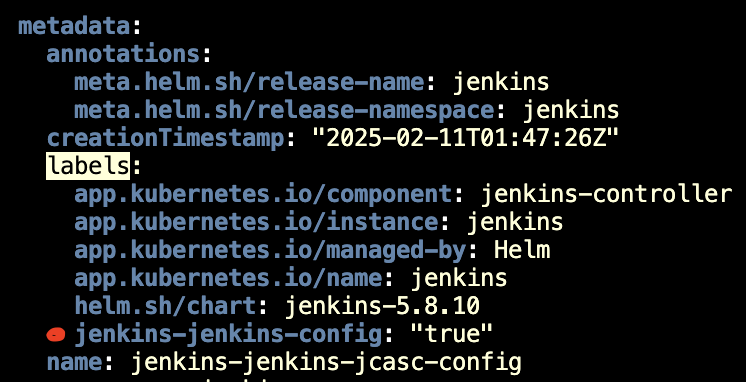 metadata:
annotations:
meta.helm.sh/release-name: jenkins
meta.helm.sh/release-namespace: jenkins
creationTimestamp: "2025-02-11T01:47:26Z"
labels:
app.kubernetes.io/component: jenkins-controller
app.kubernetes.io/instance: jenkins
app.kubernetes.io/managed-by: Helm
app.kubernetes.io/name: jenkins
helm.sh/chart: jenkins-5.8.10
jenkins-jenkins-config: "true"
name: jenkins-jenkins-jcasc-config